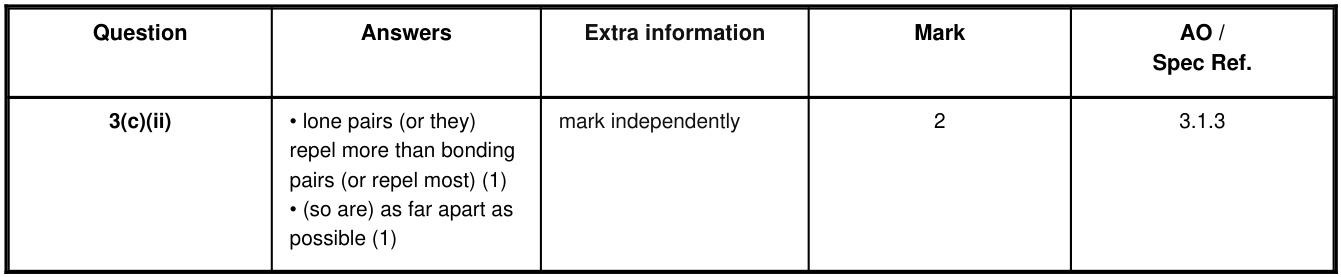 Question Answers Extra information Mark AO /
Spec Ref.
3(c)(ii) • lone pairs (or they) mark independently 2 3.1.3
repel more than bonding
pairs (or repel most) (1)
• (so are) as far apart as
possible (1)